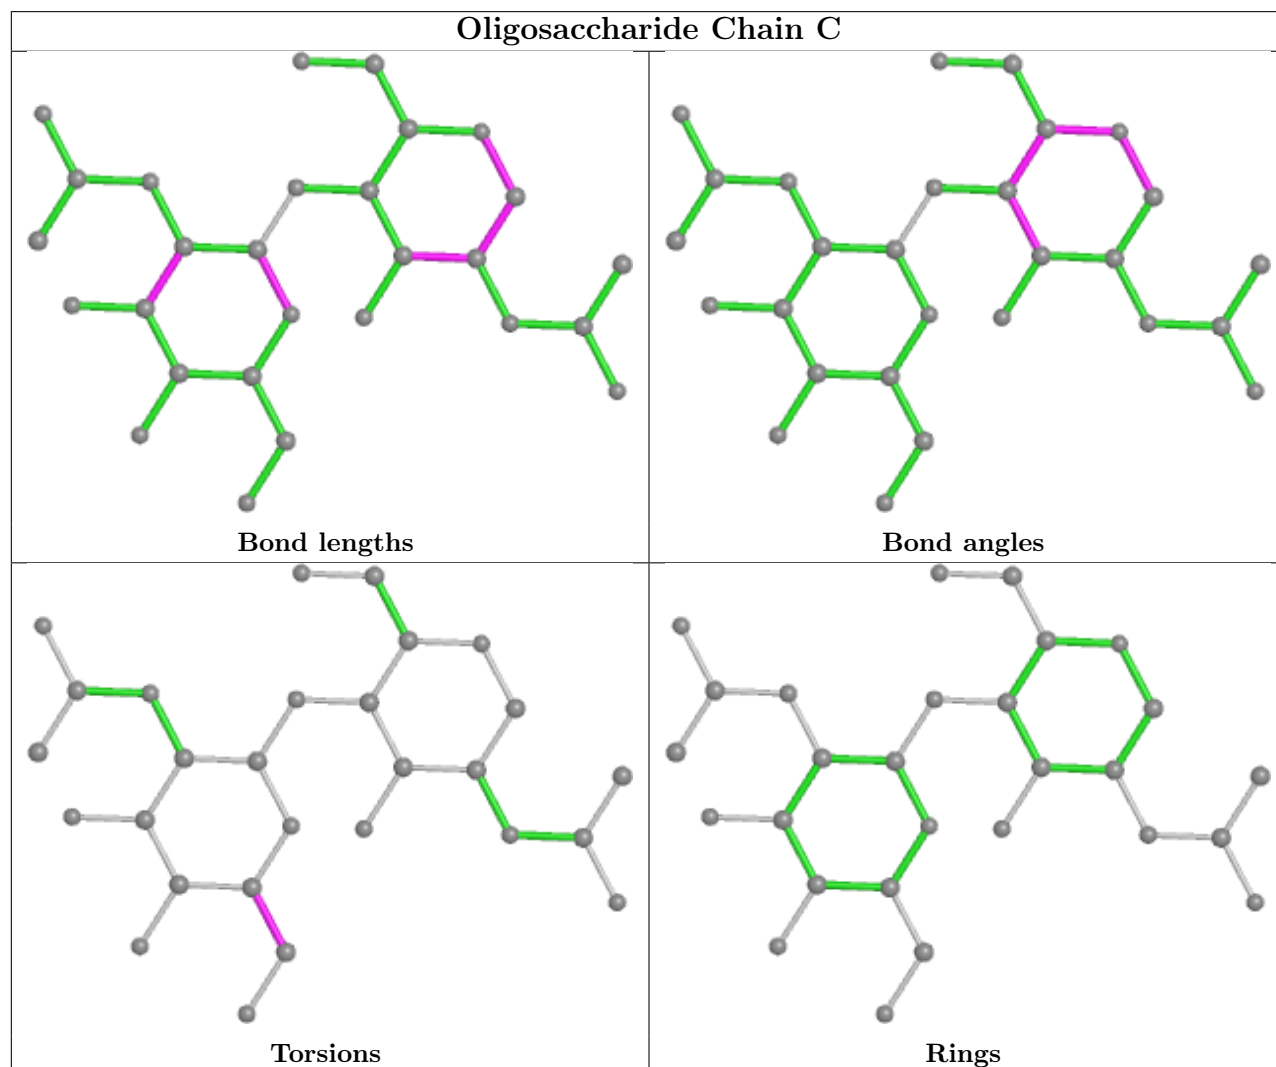 Oligosaccharide Chain C
Bond lengths
Bond angles
Torsions
Rings